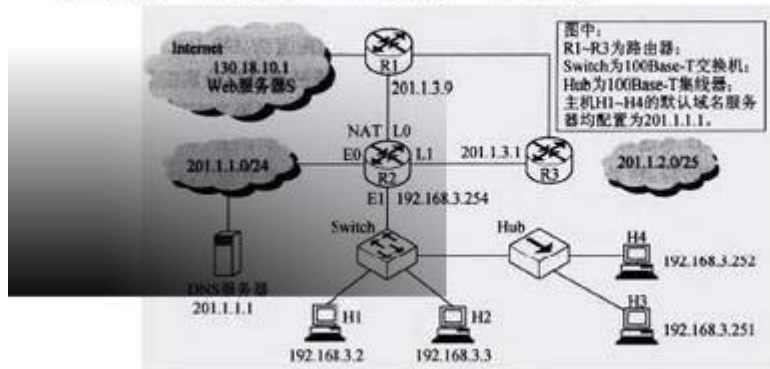 Internet
130.18.10.1
Web服务器S
R1
201.1.3.9
图中:
R1~R3为路由器;
Switch为100Base-T交换机;
Hub为100Base-T集线器;
主机H1~H4的默认域名服务
器均配置为201.1.1.1。
NAT L0
201.1.1.0/24
E0
L1
R2
201.1.3.1
R3
201.1.2.0/25
E1
192.168.3.254
Switch
Hub
H4
192.168.3.252
DNS服务器
201.1.1.1
H1
192.168.3.2
H2
192.168.3.3
H3
192.168.3.251